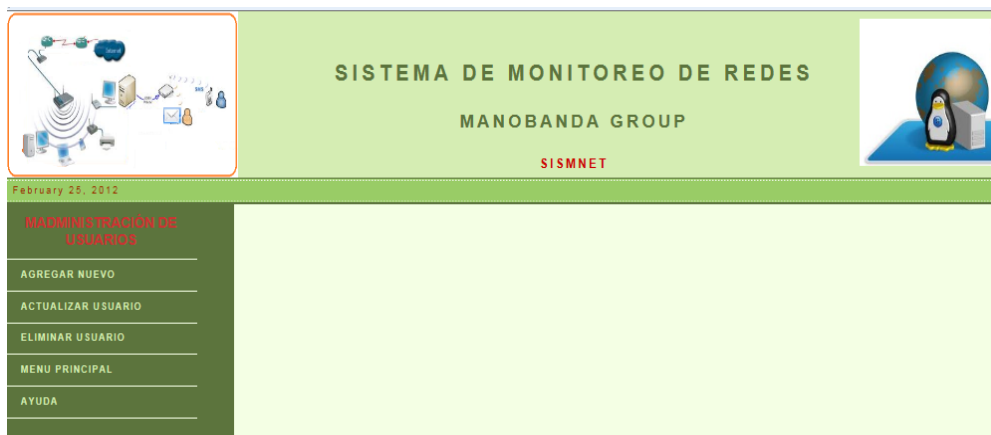 SISTEMA DE MONITOREO DE REDES
MANOBANDA GROUP
SISMNET
February 25, 2012
MADMINISTRACIÓN DE
USUARIOS
AGREGAR NUEVO
ACTUALIZAR USUARIO
ELIMINAR USUARIO
MENU PRINCIPAL
AYUDA